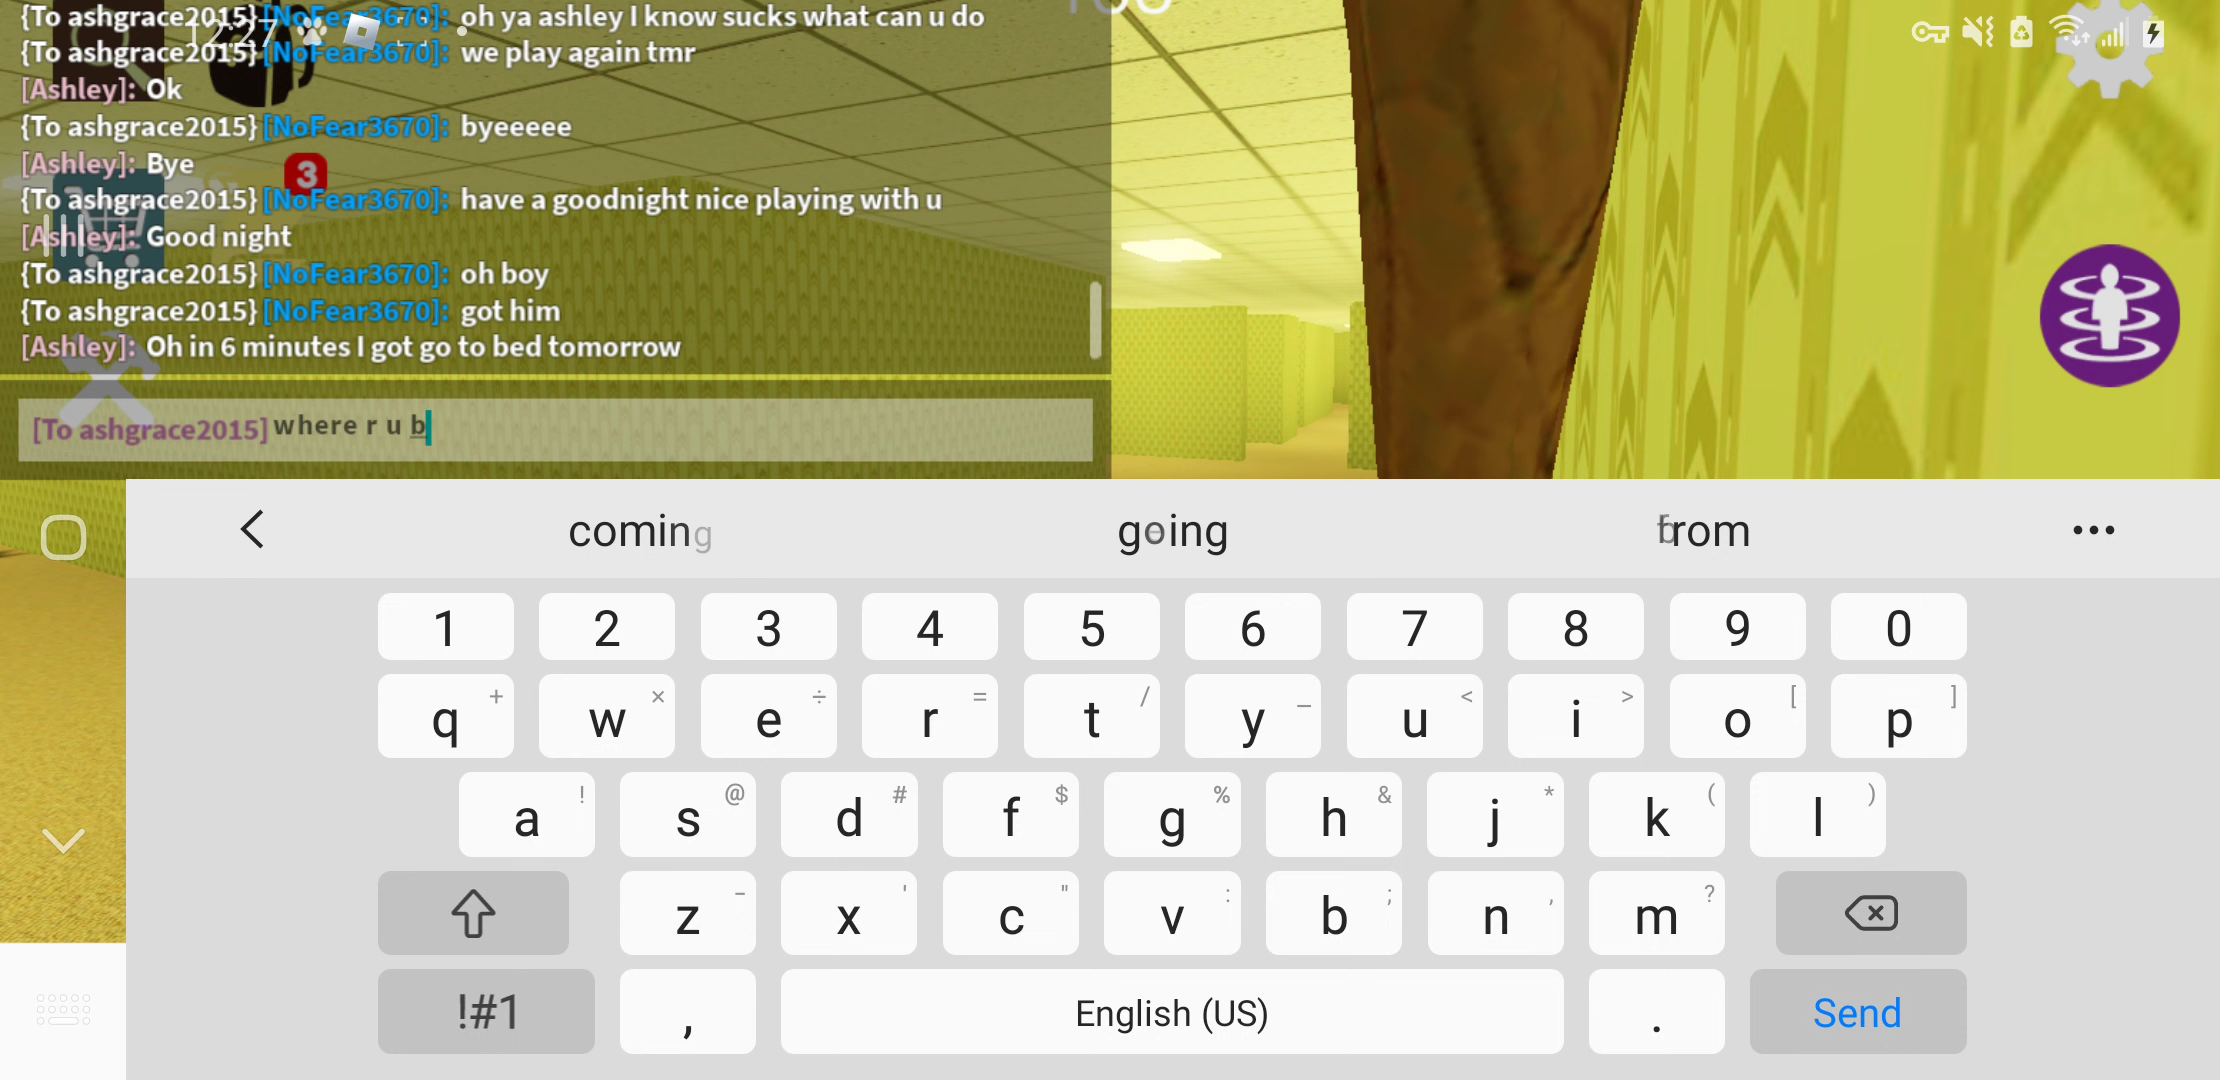 {To ashgrace2015} [NoFear3670]: oh ya ashley I know sucks what can u do
12:27
{To ashgrace2015} [NoFear3670]: we play again tmr
[Ashley]: Ok
{To ashgrace2015} [NoFear3670]: byeeeee
[Ashley]: Bye
3
{To ashgrace2015} [NoFear3670]: have a goodnight nice playing with u
[Ashley]: Good night
{To ashgrace2015} [NoFear3670]: oh boy
{To ashgrace2015} [NoFear3670]: got him
[Ashley]: Oh in 6 minutes I got go to bed tomorrow
[To ashgrace2015] where r u b
coming going from
1 2 3 4 5 6 7 8 9 0
q + w × e ÷ r = t / y _ u < i > o [ p ]
a ! s @ d # f $ g % h & j * k ( l )
z - x ' c " v : b ; n , m ?
!#1 , English (US) . Send